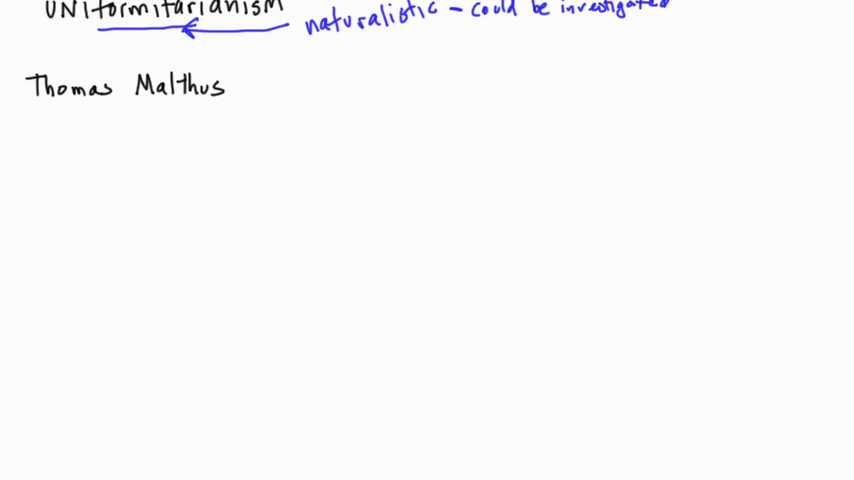 UNIformitarianism
naturalistic - could be investigated
Thomas Malthus